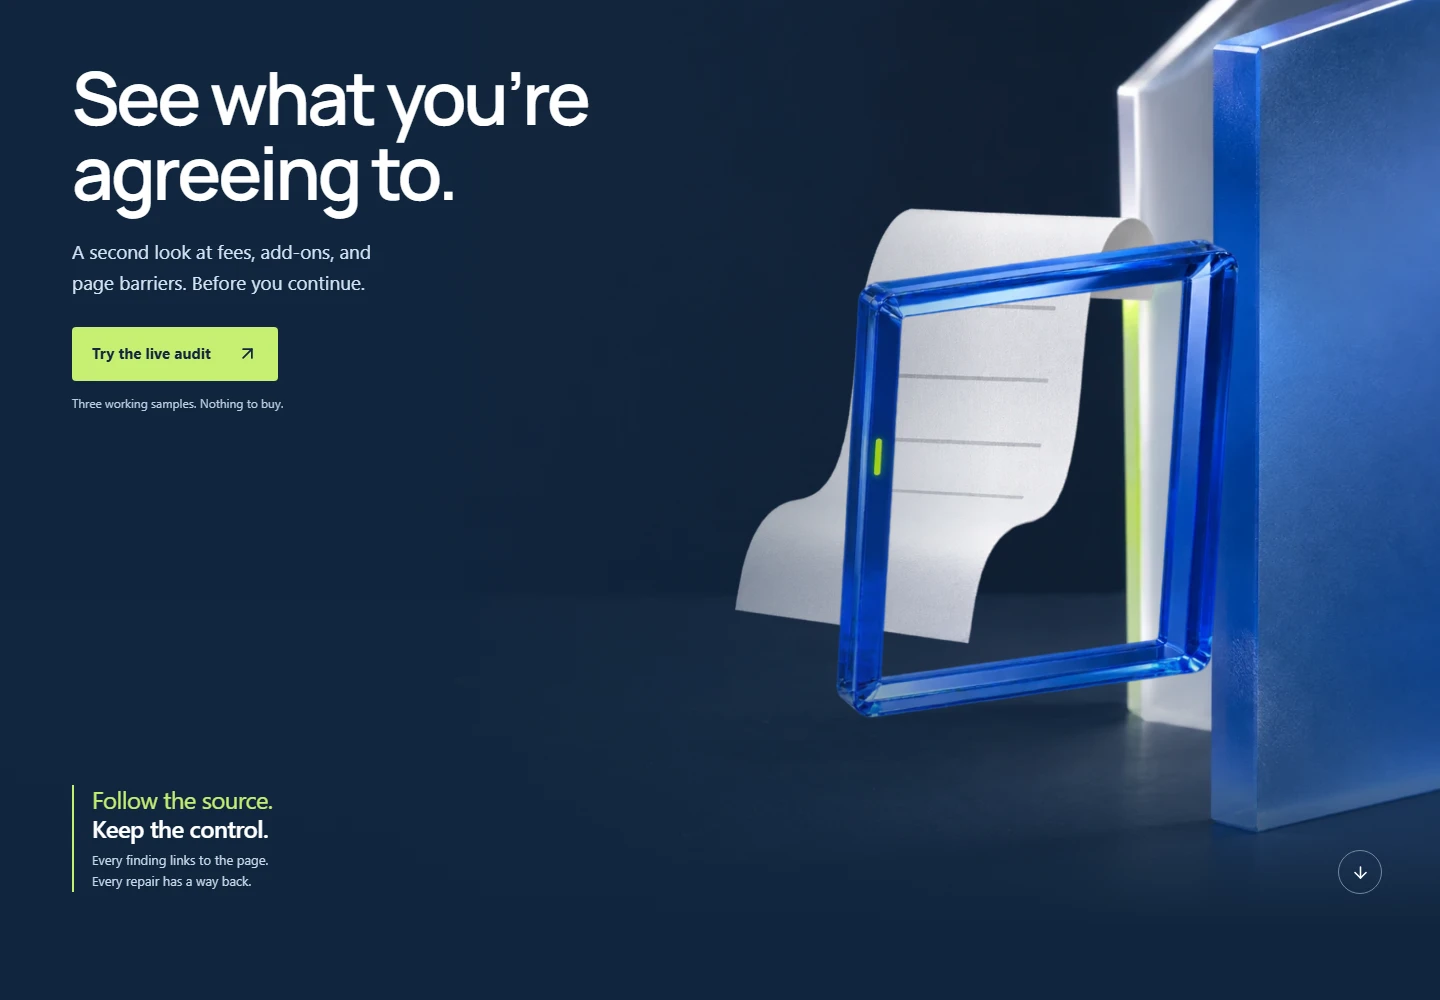 See what you’re
agreeing to.
A second look at fees, add-ons, and
page barriers. Before you continue.
Try the live audit
Three working samples. Nothing to buy.
Follow the source.
Keep the control.
Every finding links to the page.
Every repair has a way back.